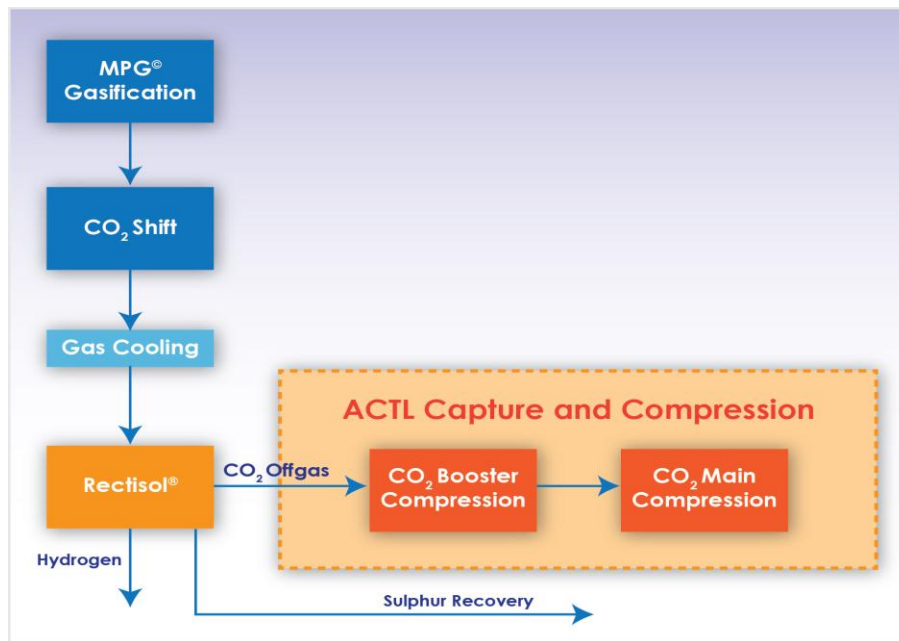 MPG©
Gasification
CO₂ Shift
Gas Cooling
ACTL Capture and Compression
Rectisol®
CO₂ Offgas
CO₂ Booster
Compression
CO₂ Main
Compression
Hydrogen
Sulphur Recovery